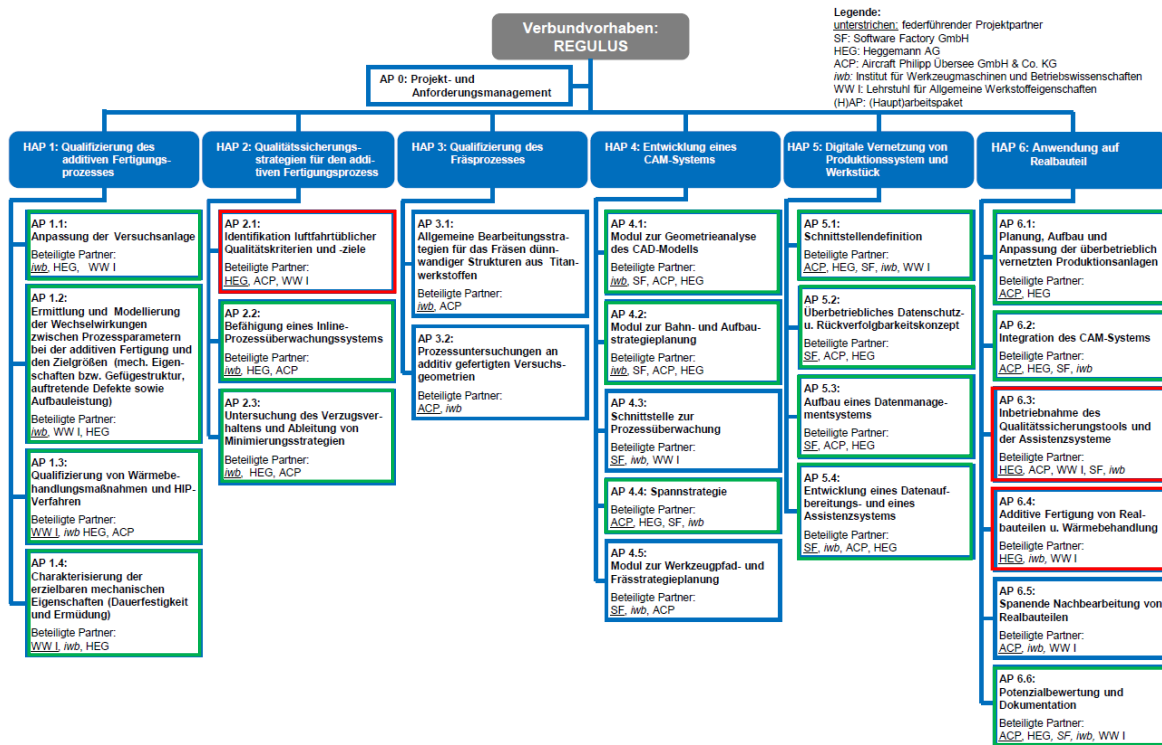 Verbundvorhaben:
REGULUS
Legende:
unterstrichen: federführender Projektpartner
SF: Software Factory GmbH
HEG: Heggemann AG
ACP: Aircraft Philipp Übersee GmbH & Co. KG
iwb: Institut für Werkzeugmaschinen und Betriebswissenschaften
WW I: Lehrstuhl für Allgemeine Werkstoffeigenschaften
(H)AP: (Haupt)arbeitspaket
AP 0: Projekt- und
Anforderungsmanagement
HAP 1: Qualifizierung des
additiven Fertigungs-
prozesses
AP 1.1:
Anpassung der Versuchsanlage
Beteiligte Partner:
iwb, HEG, WW I
AP 1.2:
Ermittlung und Modellierung
der Wechselwirkungen
zwischen Prozessparametern
bei der additiven Fertigung und
den Zielgrößen (mech. Eigen-
schaften bzw. Gefügestruktur,
auftretende Defekte sowie
Aufbauleistung)
Beteiligte Partner:
iwb, WW I, HEG
AP 1.3:
Qualifizierung von Wärmebe-
handlungsmaßnahmen und HIP-
Verfahren
Beteiligte Partner:
WW I, iwb HEG, ACP
AP 1.4:
Charakterisierung der
erzielbaren mechanischen
Eigenschaften (Dauerfestigkeit
und Ermüdung)
Beteiligte Partner:
WW I, iwb, HEG
HAP 2: Qualitätssicherungs-
strategien für den addi-
tiven Fertigungsprozess
AP 2.1:
Identifikation luftfahrtüblicher
Qualitätskriterien und -ziele
Beteiligte Partner:
HEG, ACP, WW I
AP 2.2:
Befähigung eines Inline-
Prozessüberwachungssystems
Beteiligte Partner:
iwb, HEG, ACP
AP 2.3:
Untersuchung des Verzugsver-
haltens und Ableitung von
Minimierungsstrategien
Beteiligte Partner:
iwb, HEG, ACP
HAP 3: Qualifizierung des
Fräsprozesses
AP 3.1:
Allgemeine Bearbeitungsstra-
tegien für das Fräsen dünn-
wandiger Strukturen aus Titan-
werkstoffen
Beteiligte Partner:
iwb, ACP
AP 3.2:
Prozessuntersuchungen an
additiv gefertigten Versuchs-
geometrien
Beteiligte Partner:
ACP, iwb
HAP 4: Entwicklung eines
CAM-Systems
AP 4.1:
Modul zur Geometrieanalyse
des CAD-Modells
Beteiligte Partner:
iwb, SF, ACP, HEG
AP 4.2:
Modul zur Bahn- und Aufbau-
strategieplanung
Beteiligte Partner:
iwb, SF, ACP, HEG
AP 4.3:
Schnittstelle zur
Prozessüberwachung
Beteiligte Partner:
SF, iwb, WW I
AP 4.4: Spannstrategie
Beteiligte Partner:
ACP, HEG, SF, iwb
AP 4.5:
Modul zur Werkzeugpfad- und
Frässtrategieplanung
Beteiligte Partner:
SF, iwb, ACP
HAP 5: Digitale Vernetzung von
Produktionssystem und
Werkstück
AP 5.1:
Schnittstellendefinition
Beteiligte Partner:
ACP, HEG, SF, iwb, WW I
AP 5.2:
Überbetriebliches Datenschutz-
u. Rückverfolgbarkeitskonzept
Beteiligte Partner:
SF, ACP, HEG
AP 5.3:
Aufbau eines Datenmanage-
mentsystems
Beteiligte Partner:
SF, ACP, HEG
AP 5.4:
Entwicklung eines Datenauf-
bereitungs- und eines
Assistenzsystems
Beteiligte Partner:
SF, iwb, ACP, HEG
HAP 6: Anwendung auf
Realbauteil
AP 6.1:
Planung, Aufbau und
Anpassung der überbetrieblich
vernetzten Produktionsanlagen
Beteiligte Partner:
ACP, HEG
AP 6.2:
Integration des CAM-Systems
Beteiligte Partner:
ACP, HEG, SF, iwb
AP 6.3:
Inbetriebnahme des
Qualitätssicherungstools und
der Assistenzsysteme
Beteiligte Partner:
HEG, ACP, WW I, SF, iwb
AP 6.4:
Additive Fertigung von Real-
bauteilen u. Wärmebehandlung
Beteiligte Partner:
HEG, iwb, WW I
AP 6.5:
Spanende Nachbearbeitung von
Realbauteilen
Beteiligte Partner:
ACP, iwb, WW I
AP 6.6:
Potenzialbewertung und
Dokumentation
Beteiligte Partner:
ACP, HEG, SF, iwb, WW I